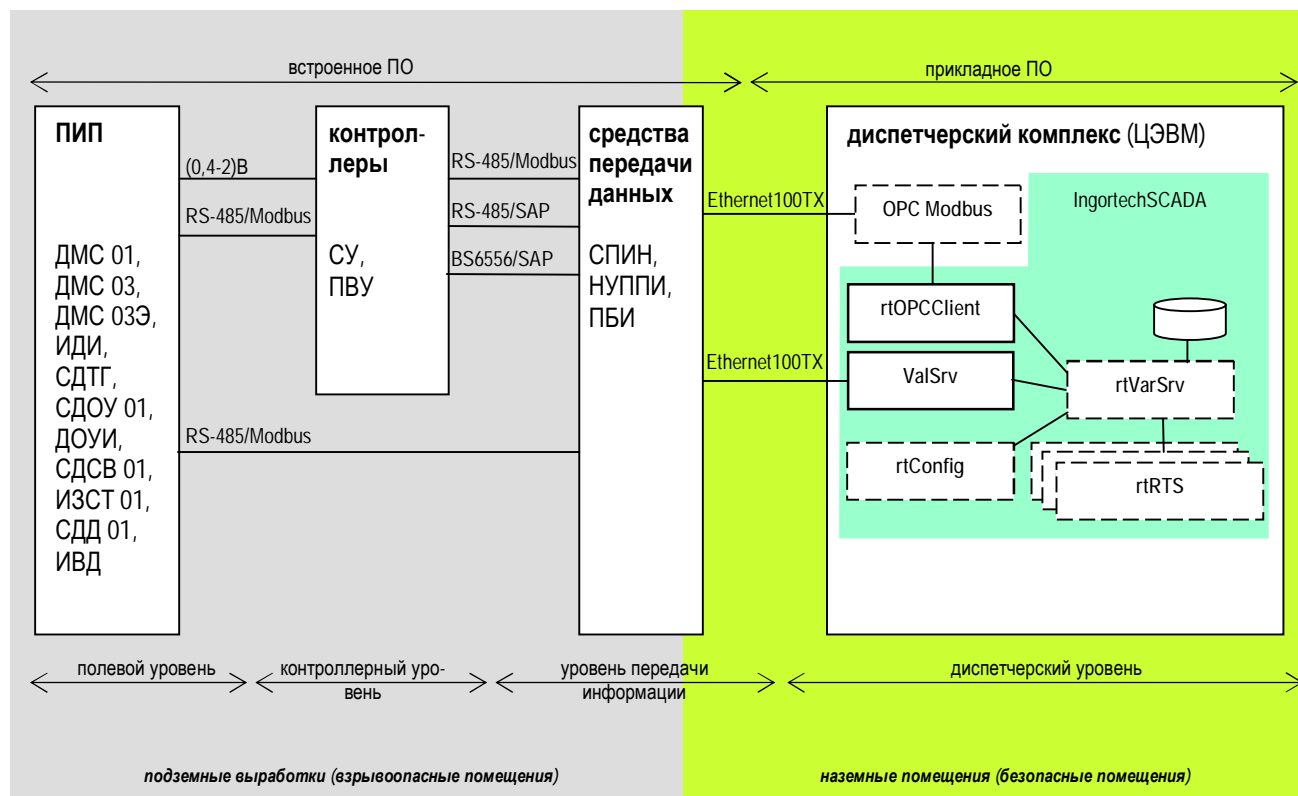 встроенное ПО
прикладное ПО
ПИП
ДМС 01,
ДМС 03,
ДМС 03Э,
ИДИ,
СДТГ,
СДОУ 01,
ДОУИ,
СДСВ 01,
ИЗСТ 01,
СДД 01,
ИВД
(0,4-2)В
RS-485/Modbus
RS-485/Modbus
контрол-
леры
СУ,
ПВУ
RS-485/Modbus
RS-485/SAP
BS6556/SAP
средства
передачи
данных
СПИН,
НУППИ,
ПБИ
Ethernet100TX
Ethernet100TX
диспетчерский комплекс (ЦЭВМ)
OPC Modbus
IngortechSCADA
rtOPCClient
ValSrv
rtVarSrv
rtConfig
rtRTS
полевой уровень
контроллерный уро-
вень
уровень передачи
информации
диспетчерский уровень
подземные выработки (взрывоопасные помещения)
наземные помещения (безопасные помещения)